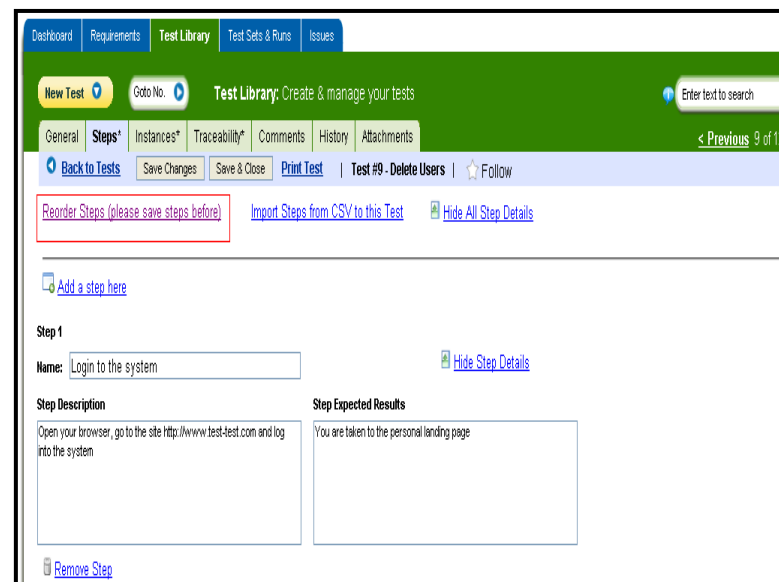 Dashboard Requirements Test Library Test Sets & Runs Issues
New Test Goto No. Test Library: Create & manage your tests Enter text to search
General Steps* Instances* Traceability* Comments History Attachments < Previous 9 of 1
Back to Tests Save Changes Save & Close Print Test | Test #9 - Delete Users | Follow
Reorder Steps (please save steps before) Import Steps from CSV to this Test Hide All Step Details
Add a step here
Step 1
Name: Login to the system Hide Step Details
Step Description Step Expected Results
Open your browser, go to the site http://www.test-test.com and log You are taken to the personal landing page
into the system
Remove Step